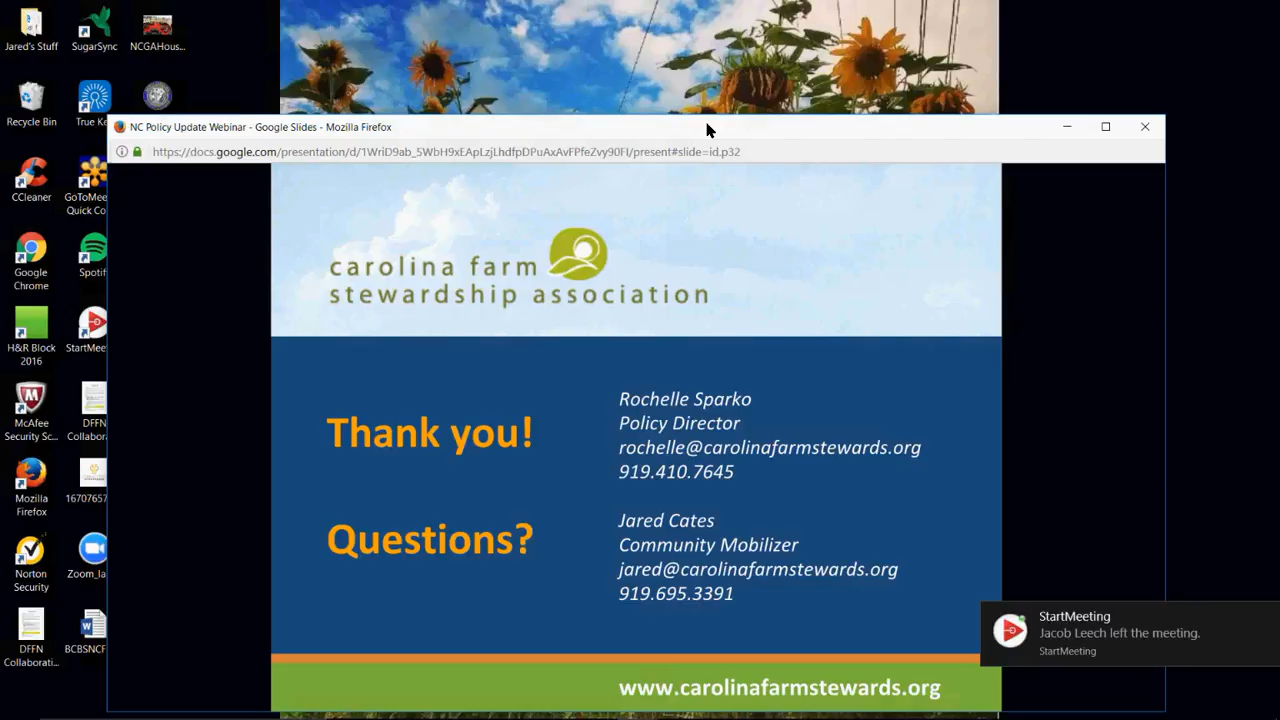 Jared's Stuff
SugarSync
NCGAHous...
Recycle Bin
True Ke
CCleaner
GoToMee
Quick Co
Google
Chrome
Spotif
H&R Block
2016
StartMee
McAfee
Security Sc...
DFFN
Collabora
Mozilla
Firefox
16707657
Norton
Security
Zoom_la
DFFN
Collaborati...
BCBSNCF
NC Policy Update Webinar - Google Slides - Mozilla Firefox
https://docs.google.com/presentation/d/1WriD9ab_5WbH9xEApLzjLhdfpDPuAxAvFPfeZvy90FI/present#slide=id.p32
carolina farm
stewardship association
Thank you!
Questions?
Rochelle Sparko
Policy Director
rochelle@carolinafarmstewards.org
919.410.7645
Jared Cates
Community Mobilizer
jared@carolinafarmstewards.org
919.695.3391
www.carolinafarmstewards.org
StartMeeting
Jacob Leech left the meeting.
StartMeeting